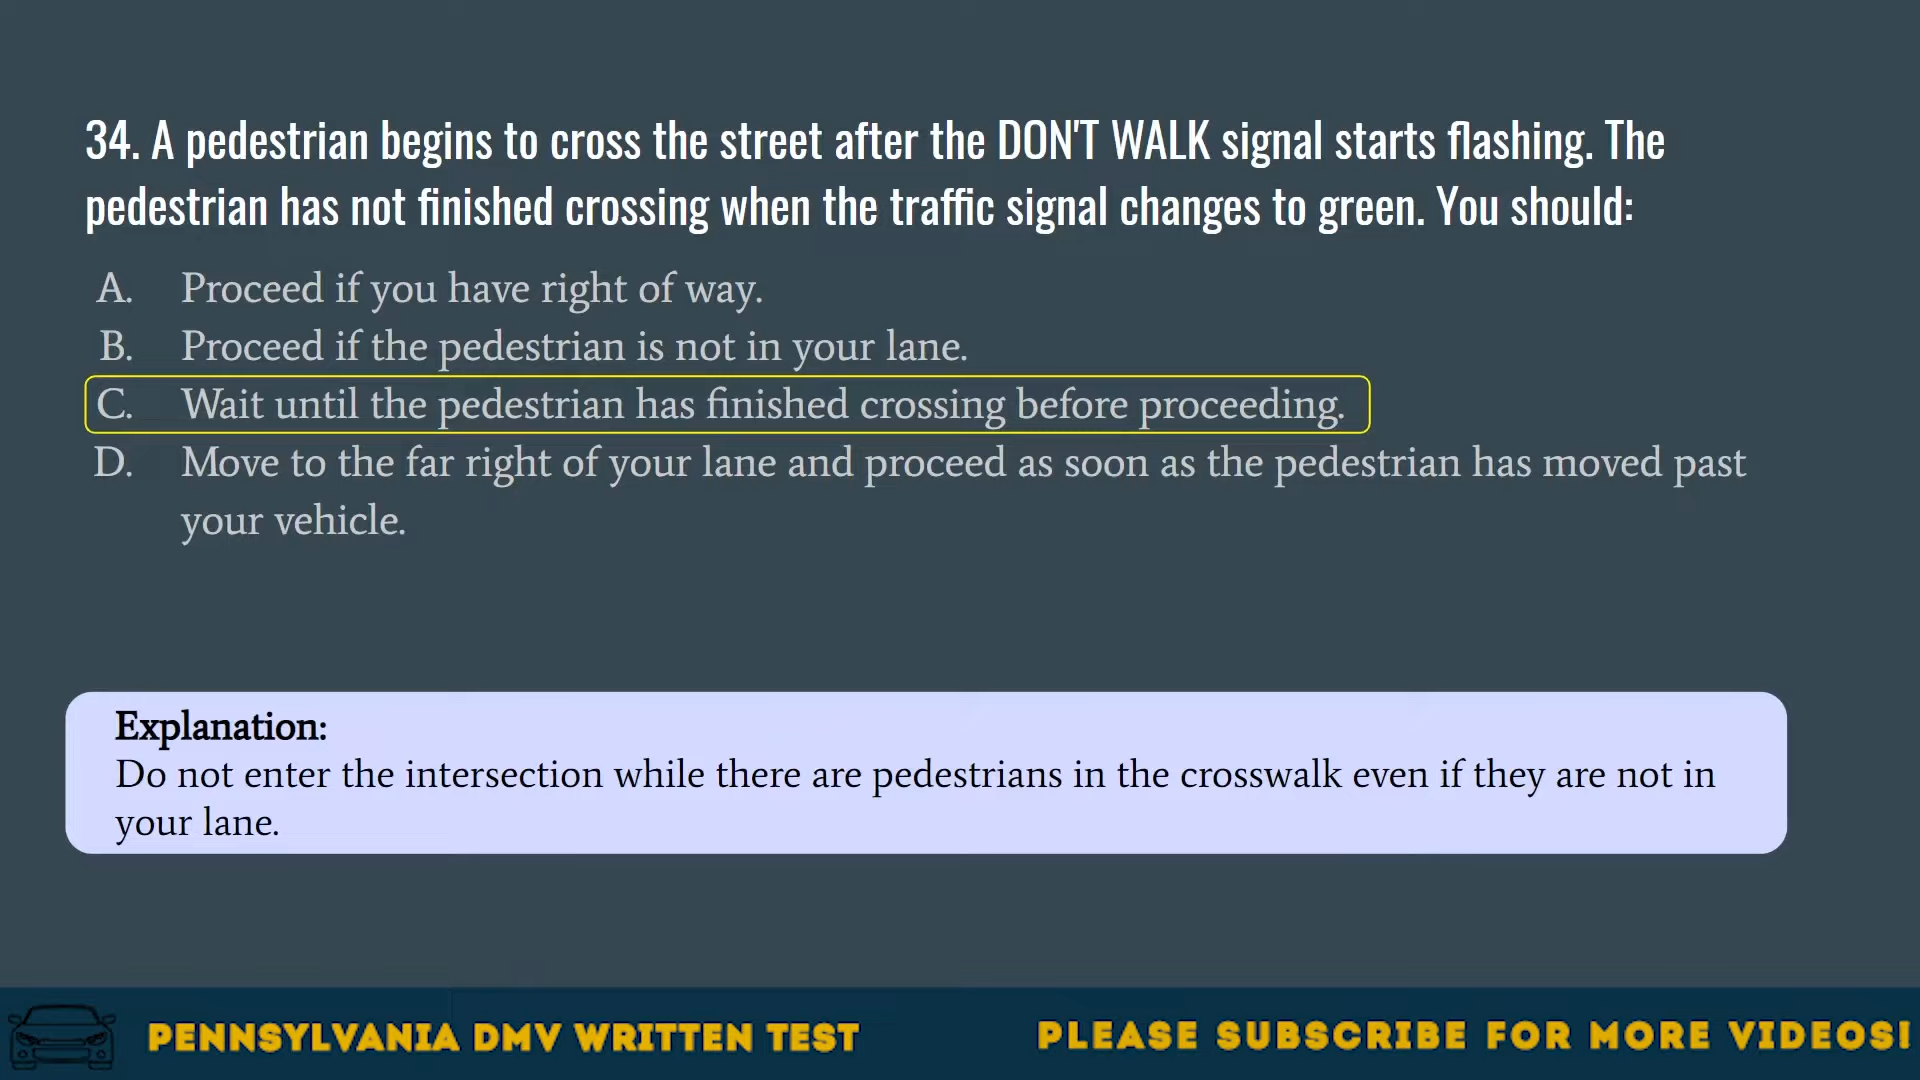 34. A pedestrian begins to cross the street after the DON'T WALK signal starts flashing. The
pedestrian has not finished crossing when the traffic signal changes to green. You should:
A. Proceed if you have right of way.
B. Proceed if the pedestrian is not in your lane.
C. Wait until the pedestrian has finished crossing before proceeding.
D. Move to the far right of your lane and proceed as soon as the pedestrian has moved past
your vehicle.
Explanation:
Do not enter the intersection while there are pedestrians in the crosswalk even if they are not in
your lane.
PENNSYLVANIA DMV WRITTEN TEST
PLEASE SUBSCRIBE FOR MORE VIDEOS!